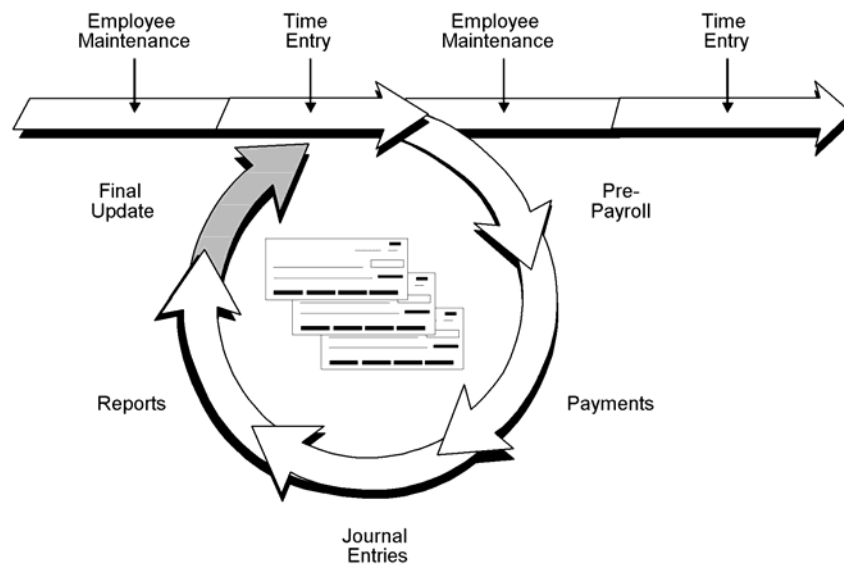 Employee
Maintenance
Time
Entry
Employee
Maintenance
Time
Entry
Final
Update
Pre-
Payroll
Reports
Payments
Journal
Entries